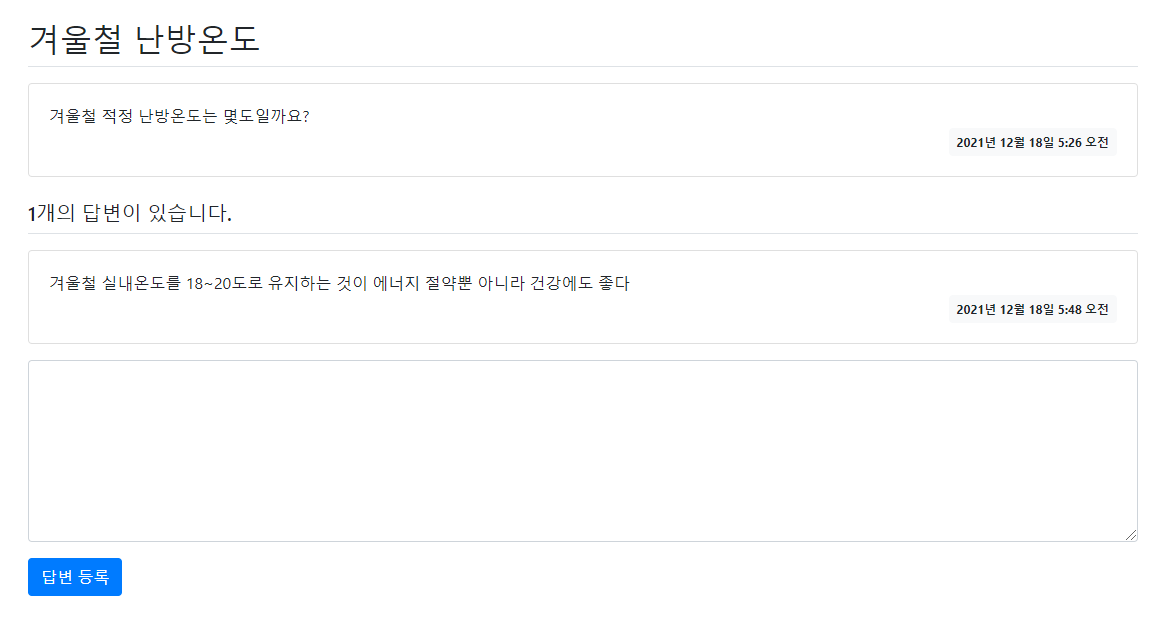 겨울철 난방온도
겨울철 적정 난방온도는 몇도일까요?
2021년 12월 18일 5:26 오전
1개의 답변이 있습니다.
겨울철 실내온도를 18~20도로 유지하는 것이 에너지 절약뿐 아니라 건강에도 좋다
2021년 12월 18일 5:48 오전
답변 등록